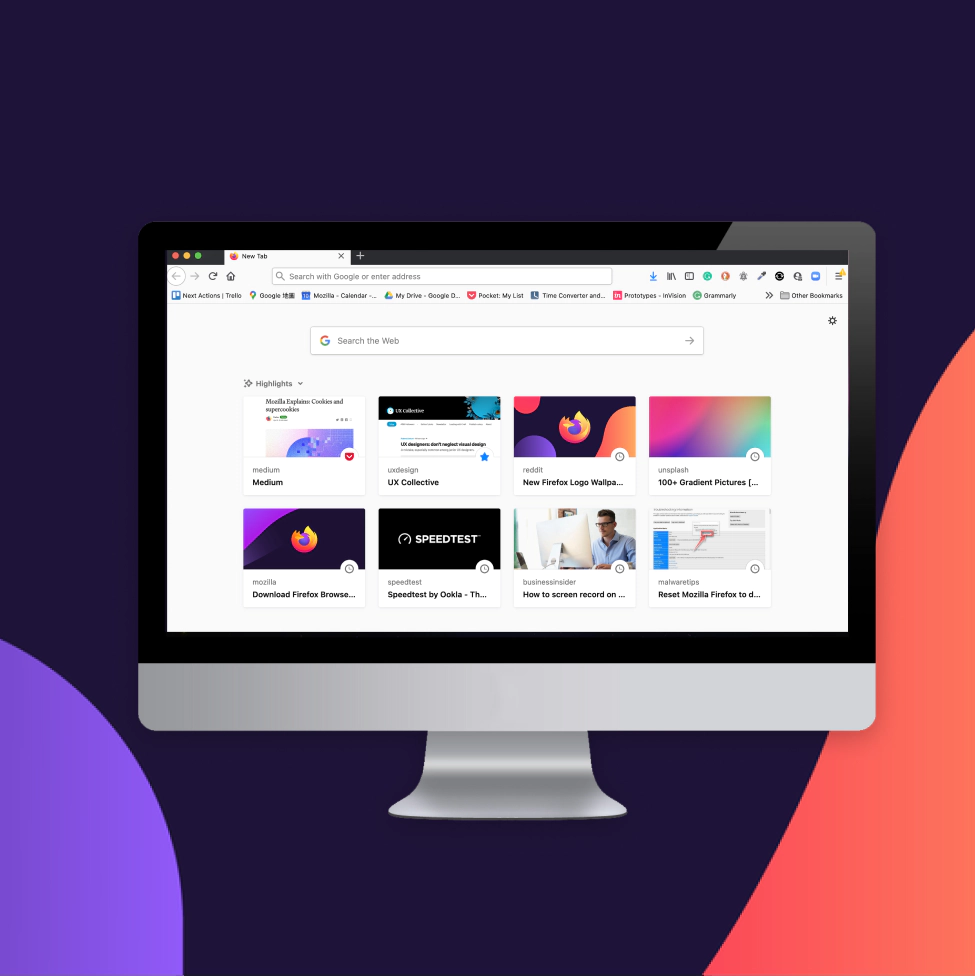 New Tab
Search with Google or enter address
Next Actions | Trello
Google 地圖
Mozilla - Calendar -...
My Drive - Google D...
Pocket: My List
Time Converter and...
in Prototypes - InVision
Grammarly
Other Bookmarks
Search the Web
Highlights
Mozilla Explains: Cookies and
supercookies
medium
Medium
UX Collective
UX designers: don't neglect visual design
uxdesign
UX Collective
reddit
New Firefox Logo Wallpa...
unsplash
100+ Gradient Pictures [...
mozilla
Download Firefox Browse...
SPEEDTEST
speedtest
Speedtest by Ookla - Th...
businessinsider
How to screen record on ...
malwaretips
Reset Mozilla Firefox to d...